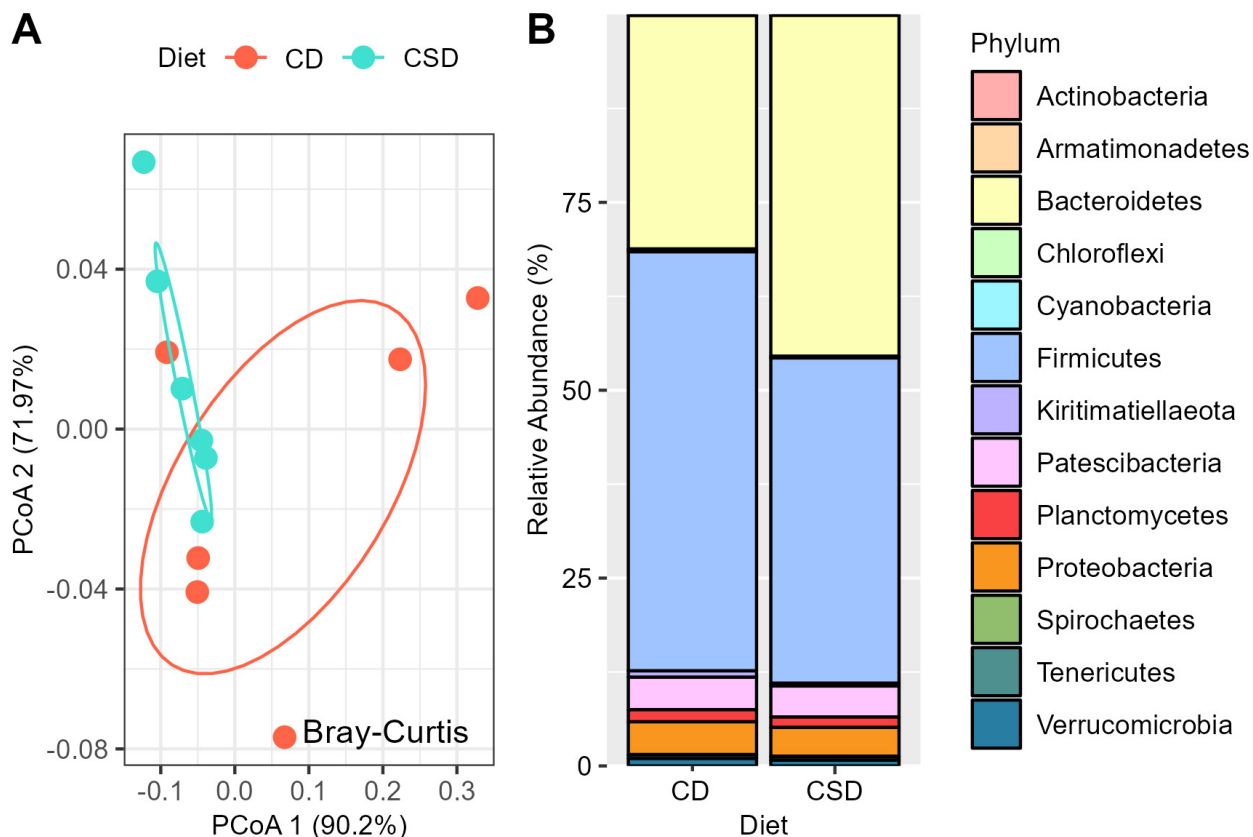 A
Diet CD CSD
PCoA 2 (71.97%)
0.04
0.00
-0.04
-0.08
Bray-Curtis
-0.1 0.0 0.1 0.2 0.3
PCoA 1 (90.2%)
B
Relative Abundance (%)
75
50
25
0
CD CSD
Diet
Phylum
Actinobacteria
Armatimonadetes
Bacteroidetes
Chloroflexi
Cyanobacteria
Firmicutes
Kiritimatiellaeota
Patescibacteria
Planctomycetes
Proteobacteria
Spirochaetes
Tenericutes
Verrucomicrobia